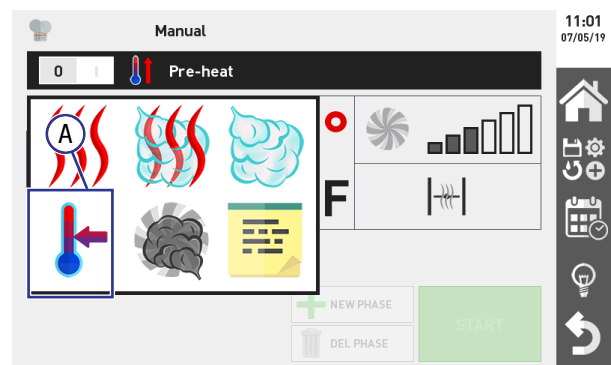 11:01
Manual
07/05/19
0 I Pre-heat
A
F
NEW PHASE
START
DEL PHASE